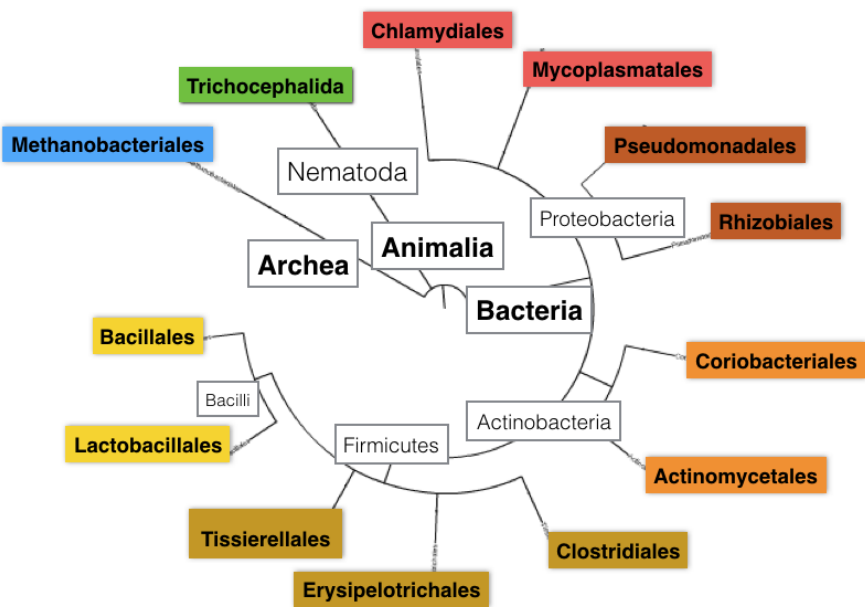 Chlamydiales
Mycoplasmatales
Trichocephalida
Methanobacteriales
Pseudomonadales
Nematoda
Proteobacteria
Rhizobiales
Animalia
Archea
Bacteria
Bacillales
Coriobacteriales
Bacilli
Actinobacteria
Lactobacillales
Firmicutes
Actinomycetales
Tissierellales
Clostridiales
Erysipelotrichales